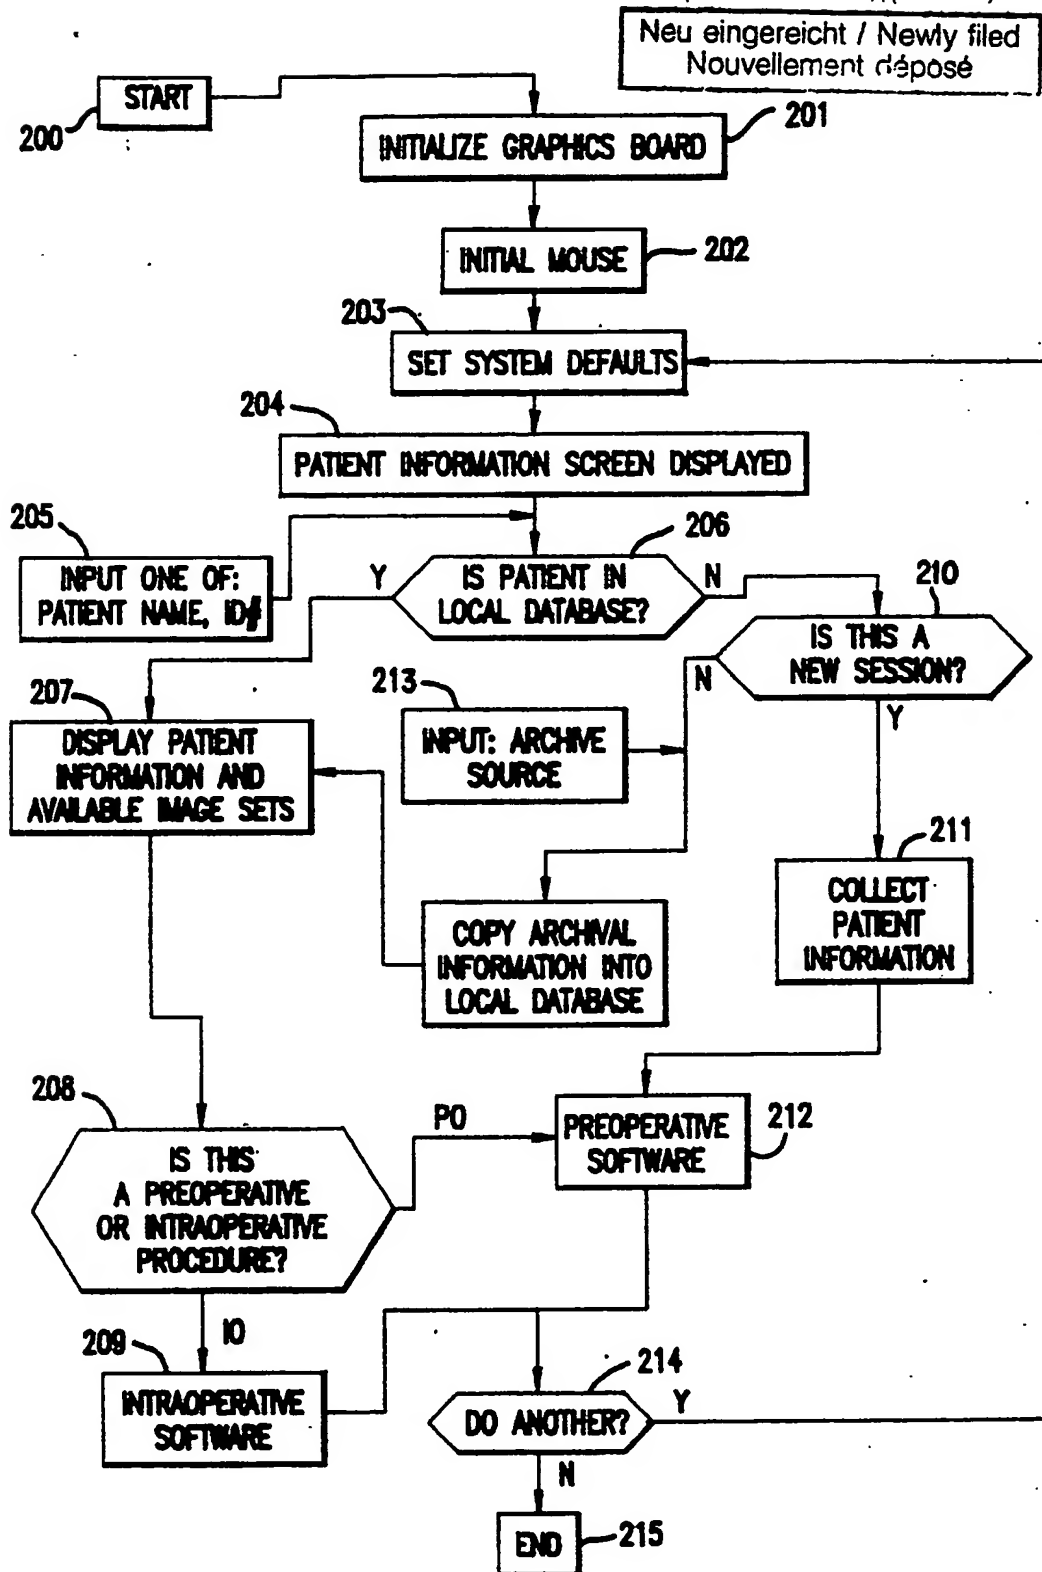 Neu eingereicht / Newly filed
Nouvellement déposé
START
200
201
INITIALIZE GRAPHICS BOARD
INITIAL MOUSE
202
203
SET SYSTEM DEFAULTS
204
PATIENT INFORMATION SCREEN DISPLAYED
205
INPUT ONE OF:
PATIENT NAME, ID#
206
Y
IS PATIENT IN
LOCAL DATABASE?
N
210
IS THIS A
NEW SESSION?
N
Y
207
DISPLAY PATIENT
INFORMATION AND
AVAILABLE IMAGE SETS
213
INPUT: ARCHIVE
SOURCE
211
COLLECT
PATIENT
INFORMATION
COPY ARCHIVAL
INFORMATION INTO
LOCAL DATABASE
208
IS THIS
A PREOPERATIVE
OR INTRAOPERATIVE
PROCEDURE?
PO
PREOPERATIVE
SOFTWARE
212
IO
209
INTRAOPERATIVE
SOFTWARE
214
DO ANOTHER?
Y
N
END
215